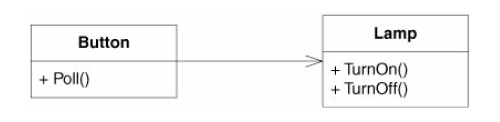 Button
+ Poll()
Lamp
+ TurnOn()
+ TurnOff()